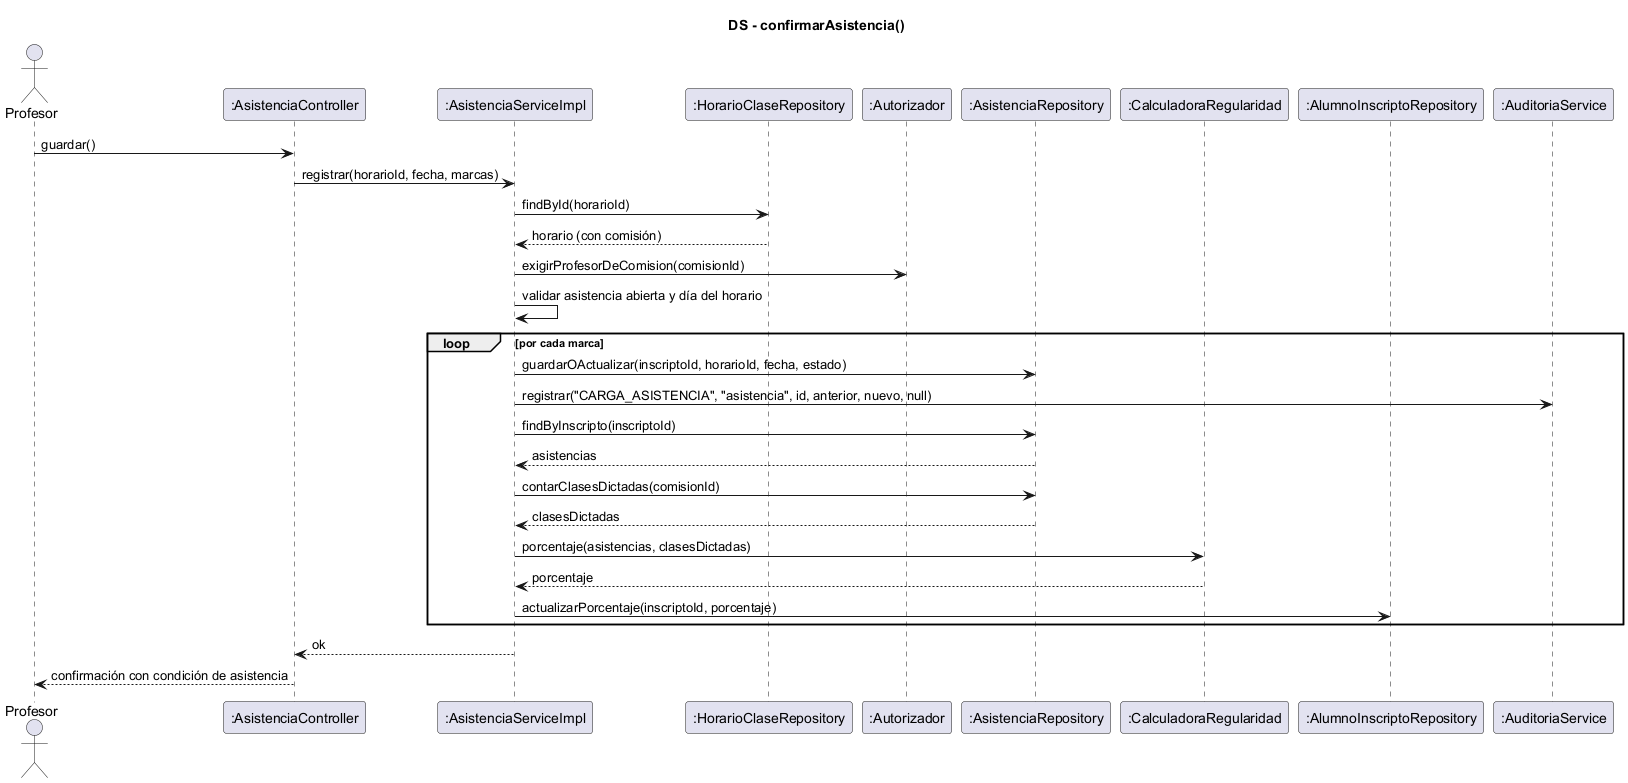 DS - confirmarAsistencia()
Profesor
:AsistenciaController
:AsistenciaServiceImpl
:HorarioClaseRepository
:Autorizador
:AsistenciaRepository
:CalculadoraRegularidad
:AlumnoInscriptoRepository
:AuditoriaService
guardar()
registrar(horarioId, fecha, marcas)
findById(horarioId)
horario (con comisión)
exigirProfesorDeComision(comisionId)
validar asistencia abierta y día del horario
loop
[por cada marca]
guardarOActualizar(inscriptoId, horarioId, fecha, estado)
registrar("CARGA_ASISTENCIA", "asistencia", id, anterior, nuevo, null)
findByInscripto(inscriptoId)
asistencias
contarClasesDictadas(comisionId)
clasesDictadas
porcentaje(asistencias, clasesDictadas)
porcentaje
actualizarPorcentaje(inscriptoId, porcentaje)
ok
confirmación con condición de asistencia
Profesor
:AsistenciaController
:AsistenciaServiceImpl
:HorarioClaseRepository
:Autorizador
:AsistenciaRepository
:CalculadoraRegularidad
:AlumnoInscriptoRepository
:AuditoriaService